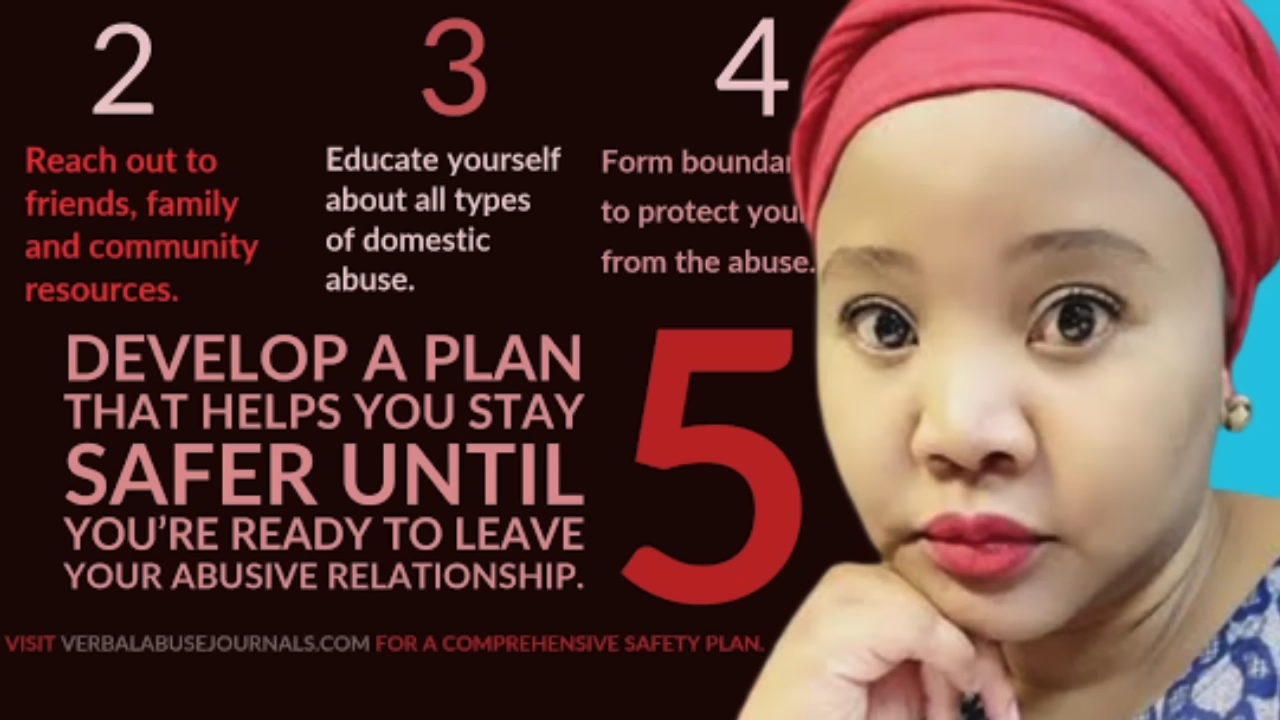 2
Reach out to
friends, family
and community
resources.
3
Educate yourself
about all types
of domestic
abuse.
4
Form
to protect
from the abuse.
DEVELOP A PLAN
THAT HELPS YOU STAY
SAFER UNTIL
YOU'RE READY TO LEAVE
YOUR ABUSIVE RELATIONSHIP.
5
VISIT VERBALABUSEJOURNALS.COM FOR A COMPREHENSIVE SAFETY PLAN.